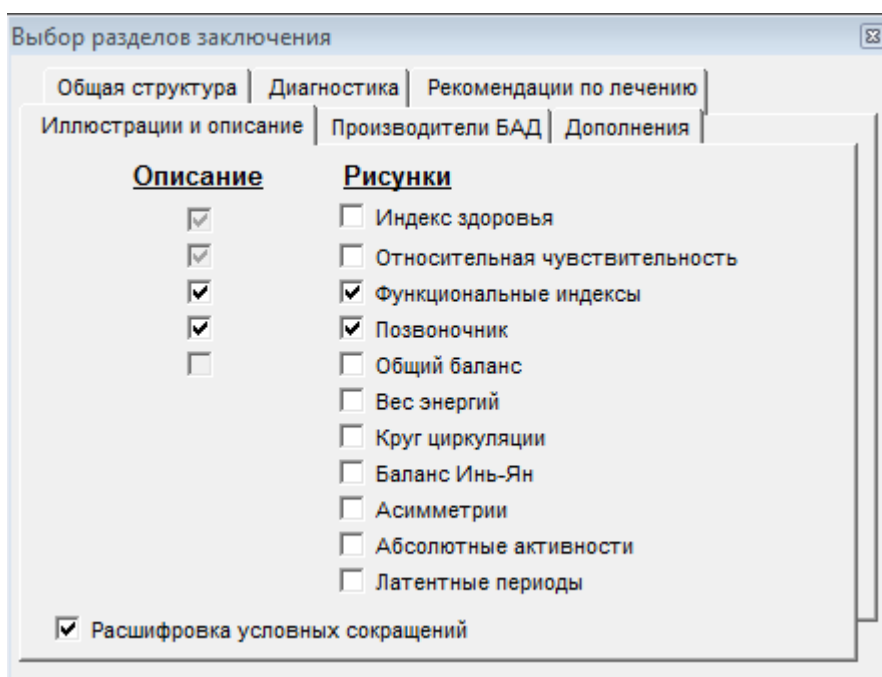 Выбор разделов заключения
Общая структура Диагностика Рекомендации по лечению
Иллюстрации и описание Производители БАД Дополнения
Описание Рисунки
Индекс здоровья
Относительная чувствительность
Функциональные индексы
Позвоночник
Общий баланс
Вес энергий
Круг циркуляции
Баланс Инь-Ян
Асимметрии
Абсолютные активности
Латентные периоды
Расшифровка условных сокращений